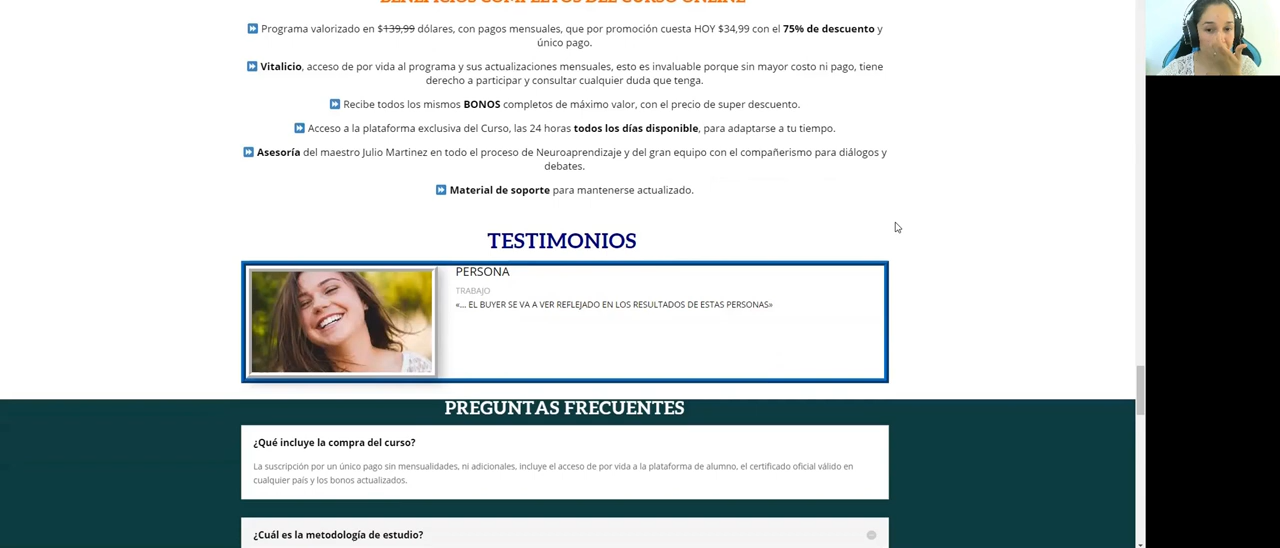 BENEFICIOS COMPLETOS DEL CURSO ONLINE
Programa valorizado en $139,99 dólares, con pagos mensuales, que por promoción cuesta HOY $34,99 con el 75% de descuento y
único pago.
Vitalicio, acceso de por vida al programa y sus actualizaciones mensuales, esto es invaluable porque sin mayor costo ni pago, tiene
derecho a participar y consultar cualquier duda que tenga.
Recibe todos los mismos BONOS completos de máximo valor, con el precio de super descuento.
Acceso a la plataforma exclusiva del Curso, las 24 horas todos los días disponible, para adaptarse a tu tiempo.
Asesoría del maestro Julio Martinez en todo el proceso de Neuroaprendizaje y del gran equipo con el compañerismo para diálogos y
debates.
Material de soporte para mantenerse actualizado.
TESTIMONIOS
PERSONA
TRABAJO
«... EL BUYER SE VA A VER REFLEJADO EN LOS RESULTADOS DE ESTAS PERSONAS»
PREGUNTAS FRECUENTES
¿Qué incluye la compra del curso?
La suscripción por un único pago sin mensualidades, ni adicionales, incluye el acceso de por vida a la plataforma de alumno, el certificado oficial válido en
cualquier país y los bonos actualizados.
¿Cuál es la metodología de estudio?